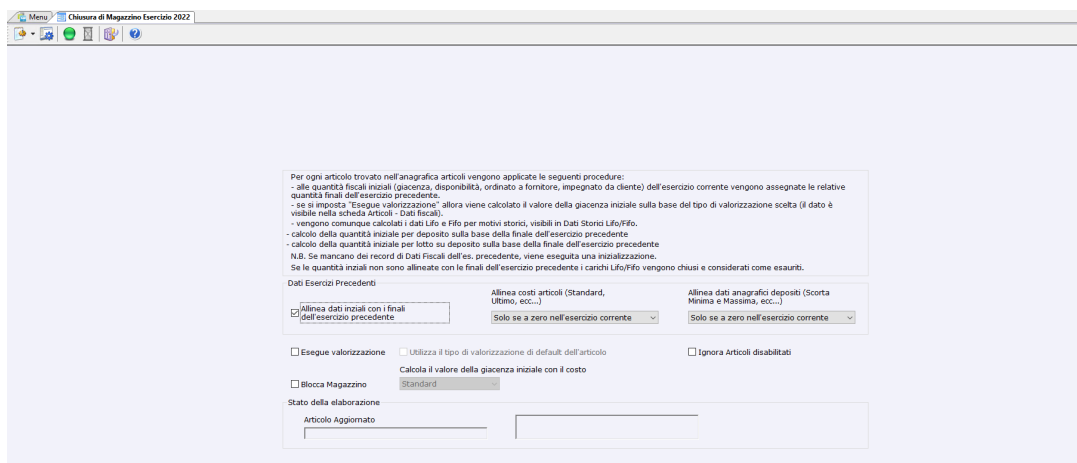 Menu
Chiusura di Magazzino Esercizio 2022
Per ogni articolo trovato nell'anagrafica articoli vengono applicate le seguenti procedure:
- alle quantità fiscali iniziali (giacenza, disponibilità, ordinato a fornitore, impegnato da cliente) dell'esercizio corrente vengono assegnate le relative
quantità finali dell'esercizio precedente.
- se si imposta "Esegue valorizzazione" allora viene calcolato il valore della giacenza iniziale sulla base del tipo di valorizzazione scelta (il dato è
visibile nella scheda Articoli - Dati fiscali).
- vengono comunque calcolati i dati Lifo e Fifo per motivi storici, visibili in Dati Storici Lifo/Fifo.
- calcolo della quantità iniziale per deposito sulla base della finale dell'esercizio precedente
- calcolo della quantità iniziale per lotto su deposito sulla base della finale dell'esercizio precedente
N.B. Se mancano dei record di Dati Fiscali dell'es. precedente, viene eseguita una inizializzazione.
Se le quantità inziali non sono allineate con le finali dell'esercizio precedente i carichi Lifo/Fifo vengono chiusi e considerati come esauriti.
Dati Esercizi Precedenti
Allinea costi articoli (Standard,
Ultimo, ecc...)
Allinea dati anagrafici depositi (Scorta
Minima e Massima, ecc...)
Allinea dati inziali con i finali
dell'esercizio precedente
Solo se a zero nell'esercizio corrente
Solo se a zero nell'esercizio corrente
Esegue valorizzazione
Utilizza il tipo di valorizzazione di default dell'articolo
Ignora Articoli disabilitati
Calcola il valore della giacenza iniziale con il costo
Blocca Magazzino
Standard
Stato della elaborazione
Articolo Aggiornato